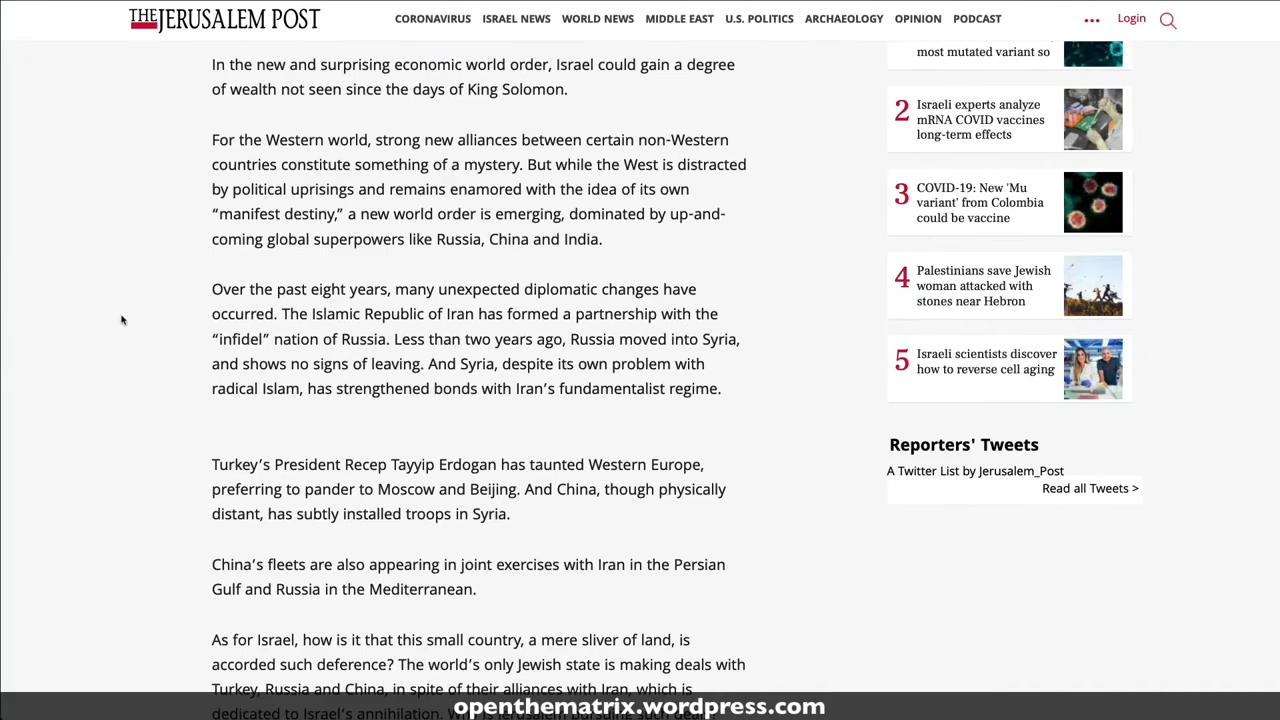 THE JERUSALEM POST
CORONAVIRUS ISRAEL NEWS WORLD NEWS MIDDLE EAST U.S. POLITICS ARCHAEOLOGY OPINION PODCAST
Login
In the new and surprising economic world order, Israel could gain a degree
of wealth not seen since the days of King Solomon.
For the Western world, strong new alliances between certain non-Western
countries constitute something of a mystery. But while the West is distracted
by political uprisings and remains enamored with the idea of its own
“manifest destiny,” a new world order is emerging, dominated by up-and-
coming global superpowers like Russia, China and India.
Over the past eight years, many unexpected diplomatic changes have
occurred. The Islamic Republic of Iran has formed a partnership with the
“infidel” nation of Russia. Less than two years ago, Russia moved into Syria,
and shows no signs of leaving. And Syria, despite its own problem with
radical Islam, has strengthened bonds with Iran’s fundamentalist regime.
Turkey’s President Recep Tayyip Erdogan has taunted Western Europe,
preferring to pander to Moscow and Beijing. And China, though physically
distant, has subtly installed troops in Syria.
China’s fleets are also appearing in joint exercises with Iran in the Persian
Gulf and Russia in the Mediterranean.
As for Israel, how is it that this small country, a mere sliver of land, is
accorded such deference? The world’s only Jewish state is making deals with
Turkey, Russia and China, in spite of their alliances with Iran, which is
dedicated to Israel’s annihilation.
most mutated variant so
2
Israeli experts analyze
mRNA COVID vaccines
long-term effects
3
COVID-19: New 'Mu
variant' from Colombia
could be vaccine
4
Palestinians save Jewish
woman attacked with
stones near Hebron
5
Israeli scientists discover
how to reverse cell aging
Reporters' Tweets
A Twitter List by Jerusalem_Post
Read all Tweets >
openthematrix.wordpress.com